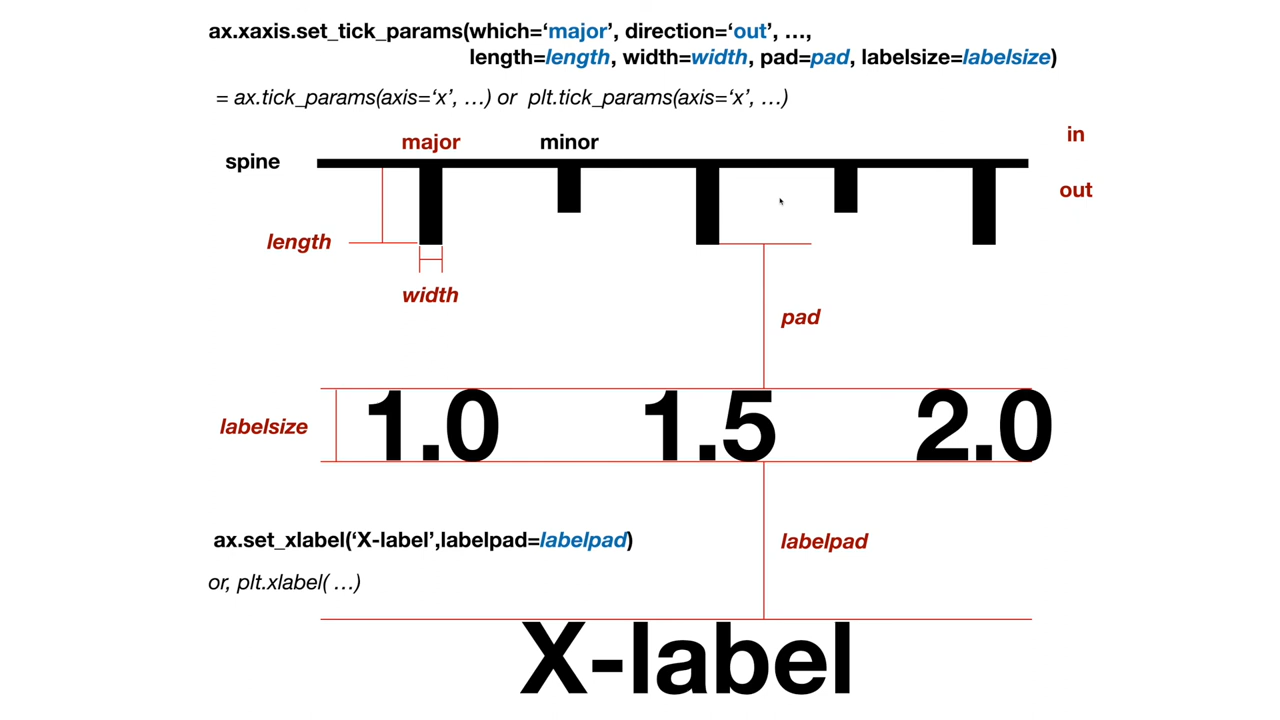 ax.xaxis.set_tick_params(which=‘major’, direction=‘out’, …,
length=length, width=width, pad=pad, labelsize=labelsize)
= ax.tick_params(axis=‘x’, …) or  plt.tick_params(axis=‘x’, …)
major minor in
spine
out
length
width
pad
labelsize 1.0 1.5 2.0
ax.set_xlabel(‘X-label’,labelpad=labelpad) labelpad
or, plt.xlabel( …)
X-label